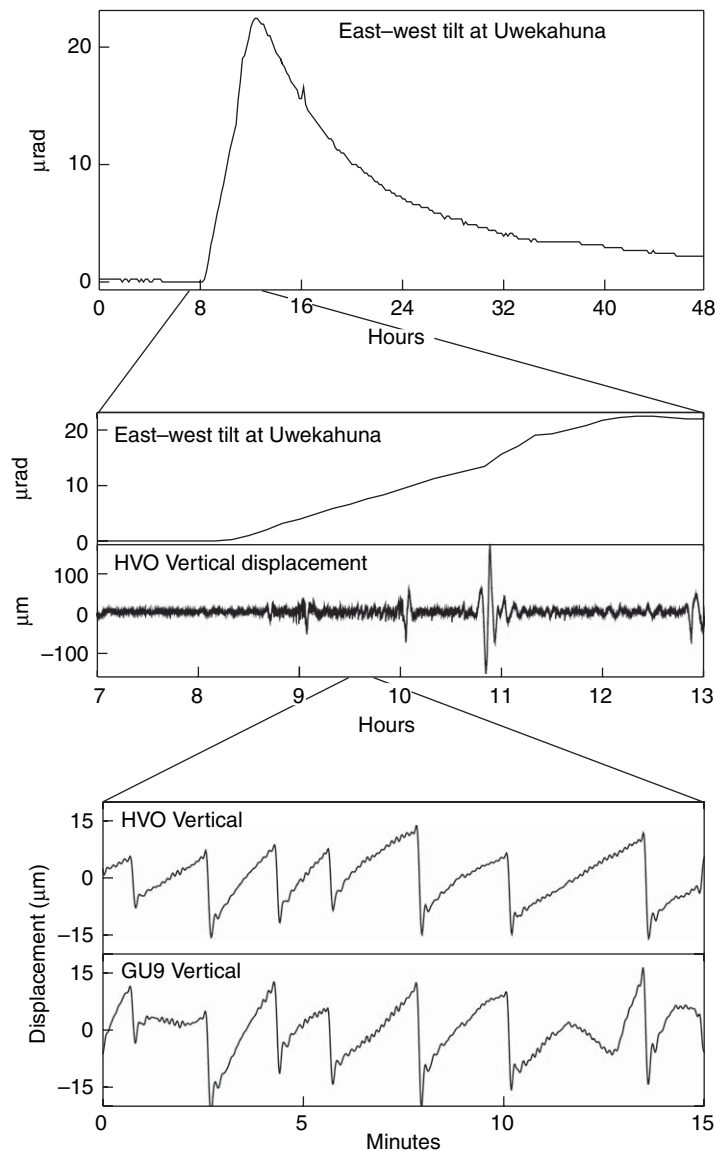 East–west tilt at Uwekahuna
μrad
20
10
0
0 8 16 24 32 40 48
Hours
East–west tilt at Uwekahuna
μrad
20
10
0
HVO Vertical displacement
μm
100
0
–100
7 8 9 10 11 12 13
Hours
HVO Vertical
15
0
–15
Displacement (μm)
GU9 Vertical
15
0
–15
0 5 10 15
Minutes